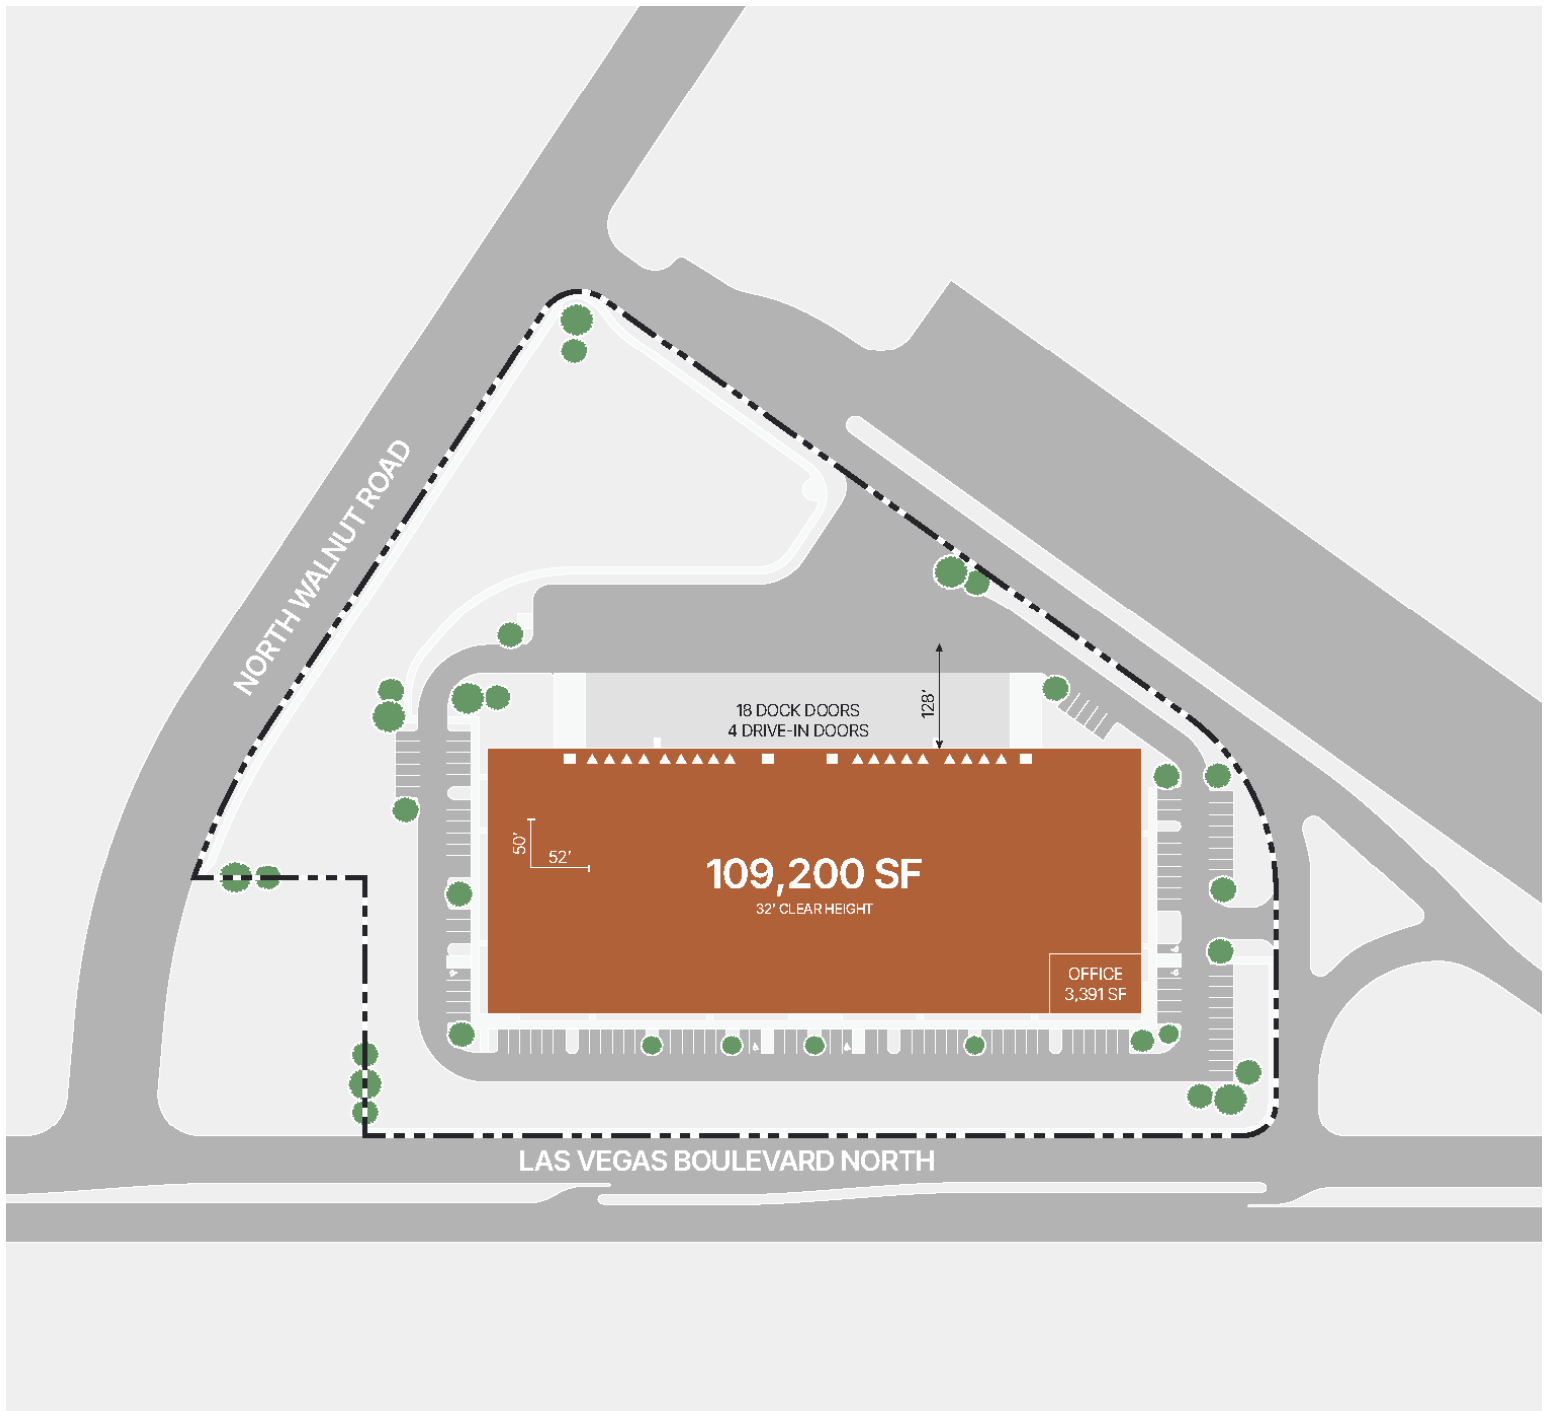 NORTH WALNUT ROAD
18 DOCK DOORS
4 DRIVE-IN DOORS
128'
50'
52'
109,200 SF
32' CLEAR HEIGHT
OFFICE
3,391 SF
LAS VEGAS BOULEVARD NORTH